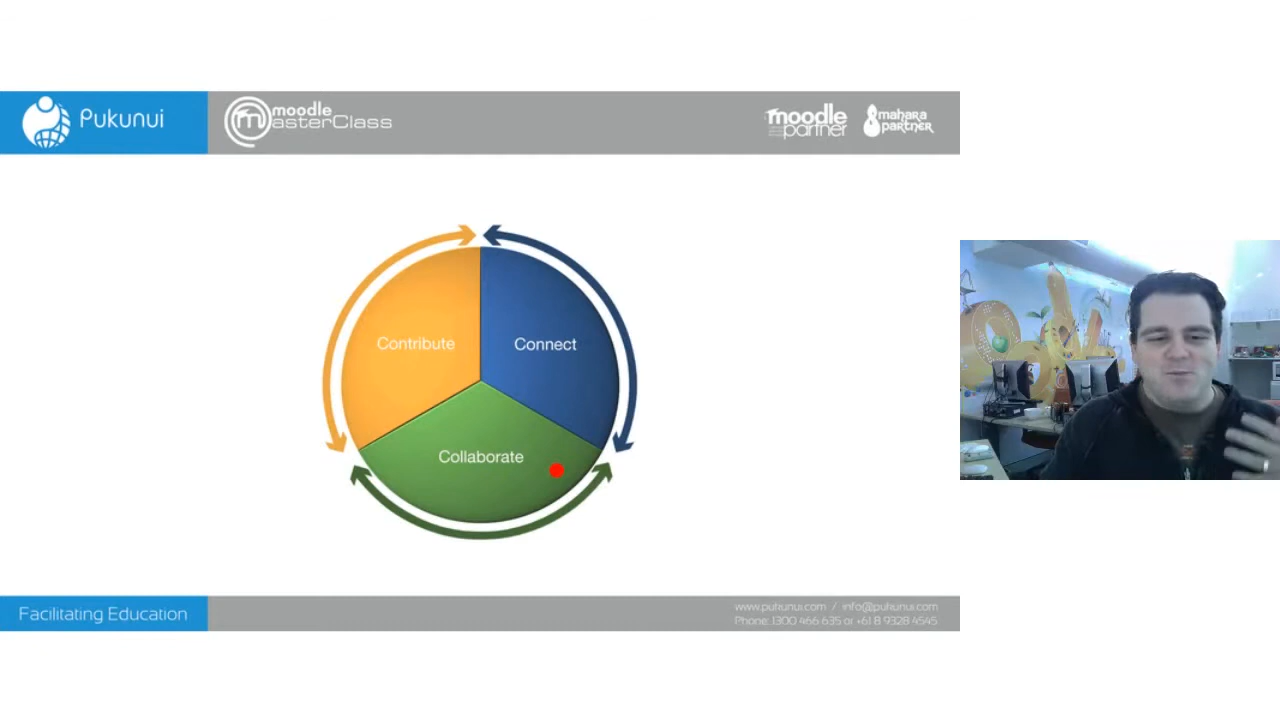 Pukunui
moodle
masterClass
moodle
partner
mahara
partner
Contribute
Connect
Collaborate
Facilitating Education
www.pukunui.com / info@pukunui.com
Phone: 1300 466 635 or +61 8 9328 4545